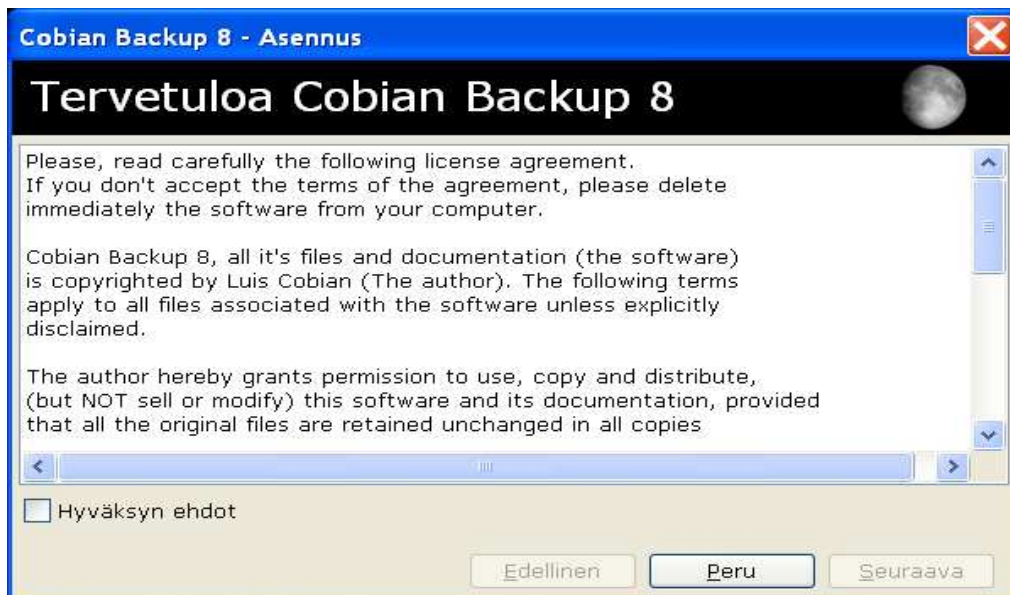 Cobian Backup 8 - Asennus
Tervetuloa Cobian Backup 8
Please, read carefully the following license agreement.
If you don't accept the terms of the agreement, please delete
immediately the software from your computer.
Cobian Backup 8, all it's files and documentation (the software)
is copyrighted by Luis Cobian (The author). The following terms
apply to all files associated with the software unless explicitly
disclaimed.
The author hereby grants permission to use, copy and distribute,
(but NOT sell or modify) this software and its documentation, provided
that all the original files are retained unchanged in all copies
Hyväksyn ehdot
Edellinen Peru Seuraava